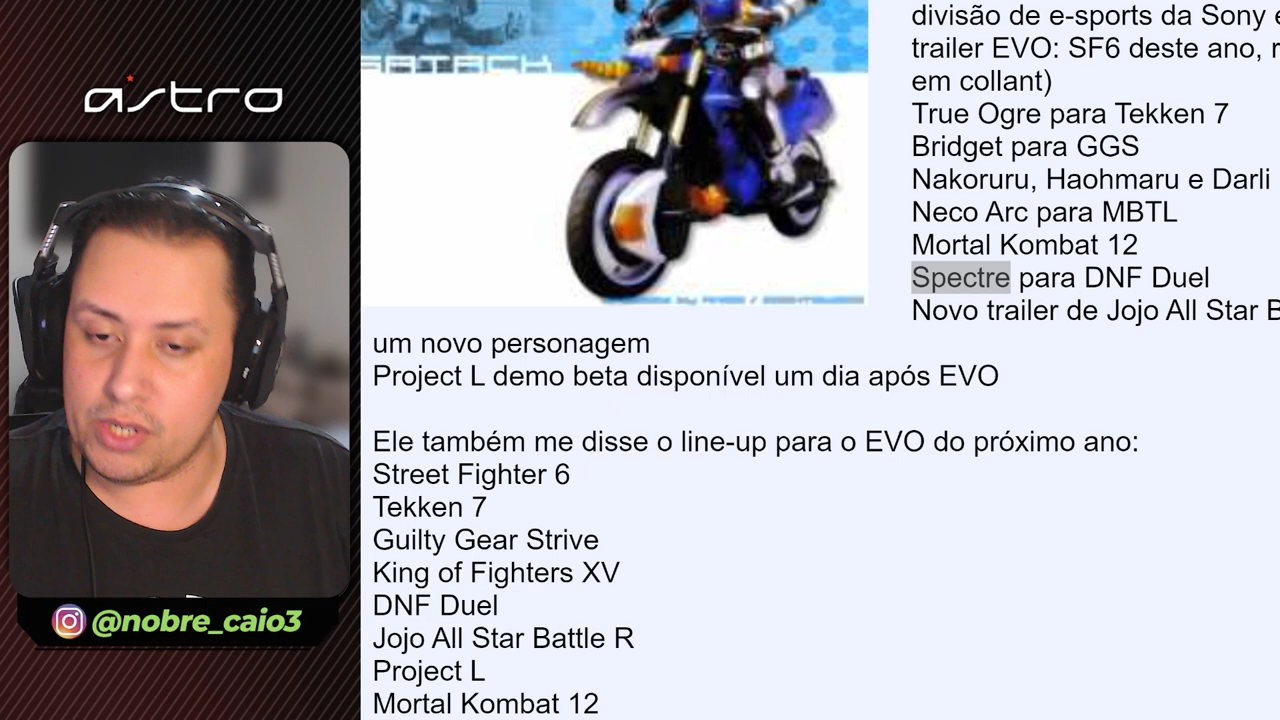 astro
@nobre_caio3
GATACK
divisão de e-sports da Sony e
trailer EVO: SF6 deste ano,
em collant)
True Ogre para Tekken 7
Bridget para GGS
Nakoruru, Haohmaru e Darli
Neco Arc para MBTL
Mortal Kombat 12
Spectre para DNF Duel
Novo trailer de Jojo All Star
um novo personagem
Project L demo beta disponível um dia após EVO
Ele também me disse o line-up para o EVO do próximo ano:
Street Fighter 6
Tekken 7
Guilty Gear Strive
King of Fighters XV
DNF Duel
Jojo All Star Battle R
Project L
Mortal Kombat 12